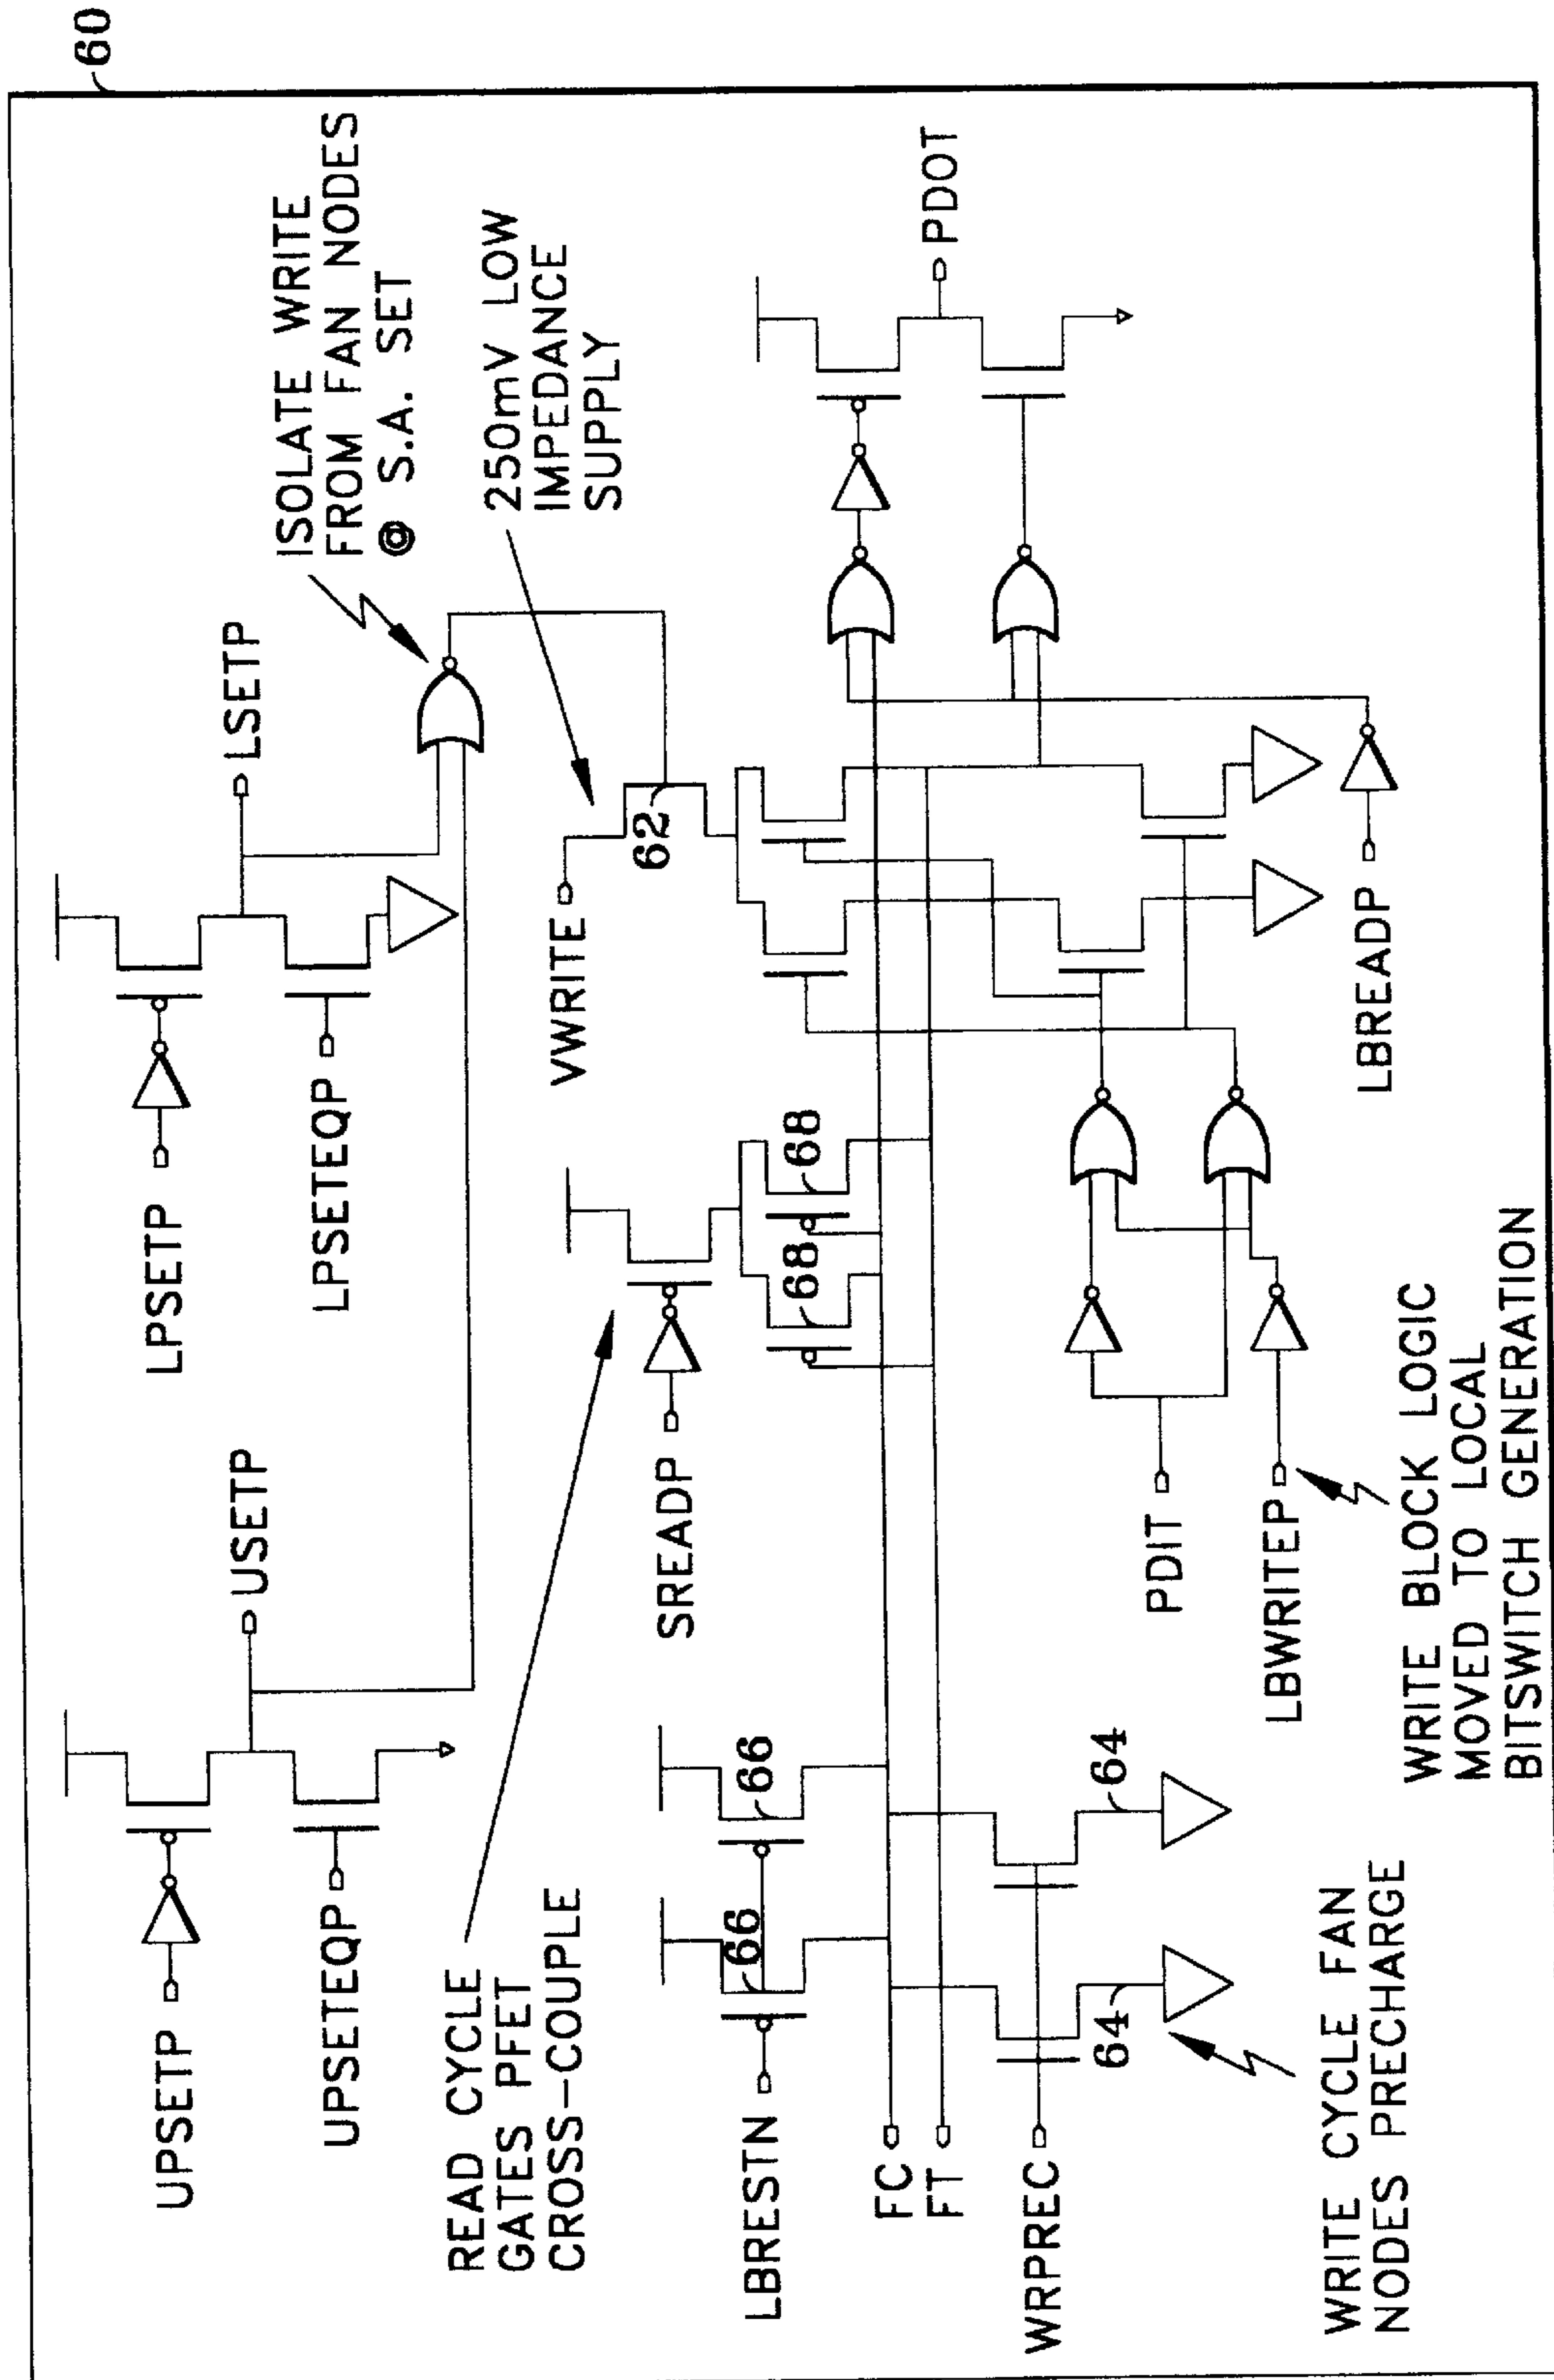 60
UPSETP
UPSETEQP
USETP
LPSETP
LPSETEQP
LSETP
ISOLATE WRITE
FROM FAN NODES
@ S.A. SET
READ CYCLE
GATES PFET
CROSS-COUPLE
SREADP
VWRITE
62
250mV LOW
IMPEDANCE
SUPPLY
LBRESTN
66
66
68
68
FC
FT
WRPREC
64
64
WRITE CYCLE FAN
NODES PRECHARGE
PDIT
LBWRITEP
WRITE BLOCK LOGIC
MOVED TO LOCAL
BITSWITCH GENERATION
LBREADP
PDOT